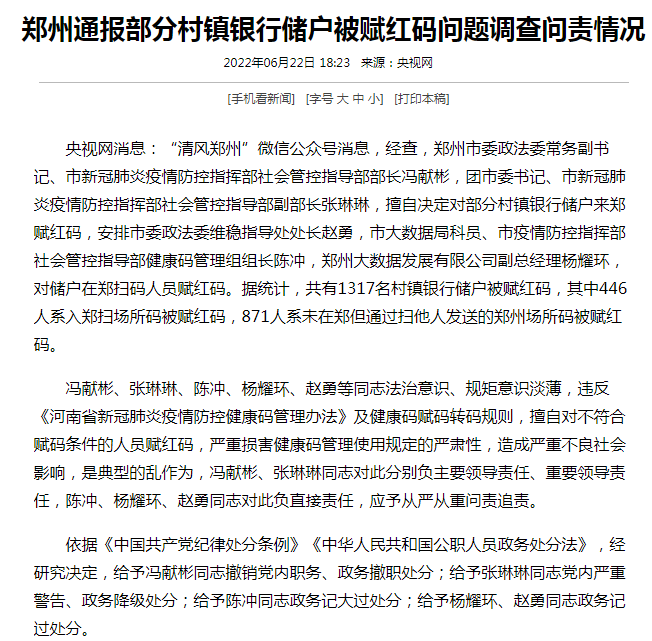 郑州通报部分村镇银行储户被赋红码问题调查问责情况
2022年06月22日 18:23 来源：央视网
[手机看新闻] [字号 大 中 小] [打印本稿]
央视网消息：“清风郑州”微信公众号消息，经查，郑州市委政法委常务副书
记、市新冠肺炎疫情防控指挥部社会管控指导部部长冯献彬，团市委书记、市新冠肺
炎疫情防控指挥部社会管控指导部副部长张琳琳，擅自决定对部分村镇银行储户来郑
赋红码，安排市委政法委维稳指导处处长赵勇，市大数据局科员、市疫情防控指挥部
社会管控指导部健康码管理组组长陈冲，郑州大数据发展有限公司副总经理杨耀环，
对储户在郑扫码人员赋红码。据统计，共有1317名村镇银行储户被赋红码，其中446
人系入郑扫场所码被赋红码，871人系未在郑但通过扫他人发送的郑州场所码被赋红
码。
冯献彬、张琳琳、陈冲、杨耀环、赵勇等同志法治意识、规矩意识淡薄，违反
《河南省新冠肺炎疫情防控健康码管理办法》及健康码赋码转码规则，擅自对不符合
赋码条件的人员赋红码，严重损害健康码管理使用规定的严肃性，造成严重不良社会
影响，是典型的乱作为，冯献彬、张琳琳同志对此分别负主要领导责任、重要领导责
任，陈冲、杨耀环、赵勇同志对此负直接责任，应予从严从重问责追责。
依据《中国共产党纪律处分条例》《中华人民共和国公职人员政务处分法》，经
研究决定，给予冯献彬同志撤销党内职务、政务撤职处分；给予张琳琳同志党内严重
警告、政务降级处分；给予陈冲同志政务记大过处分；给予杨耀环、赵勇同志政务记
过处分。